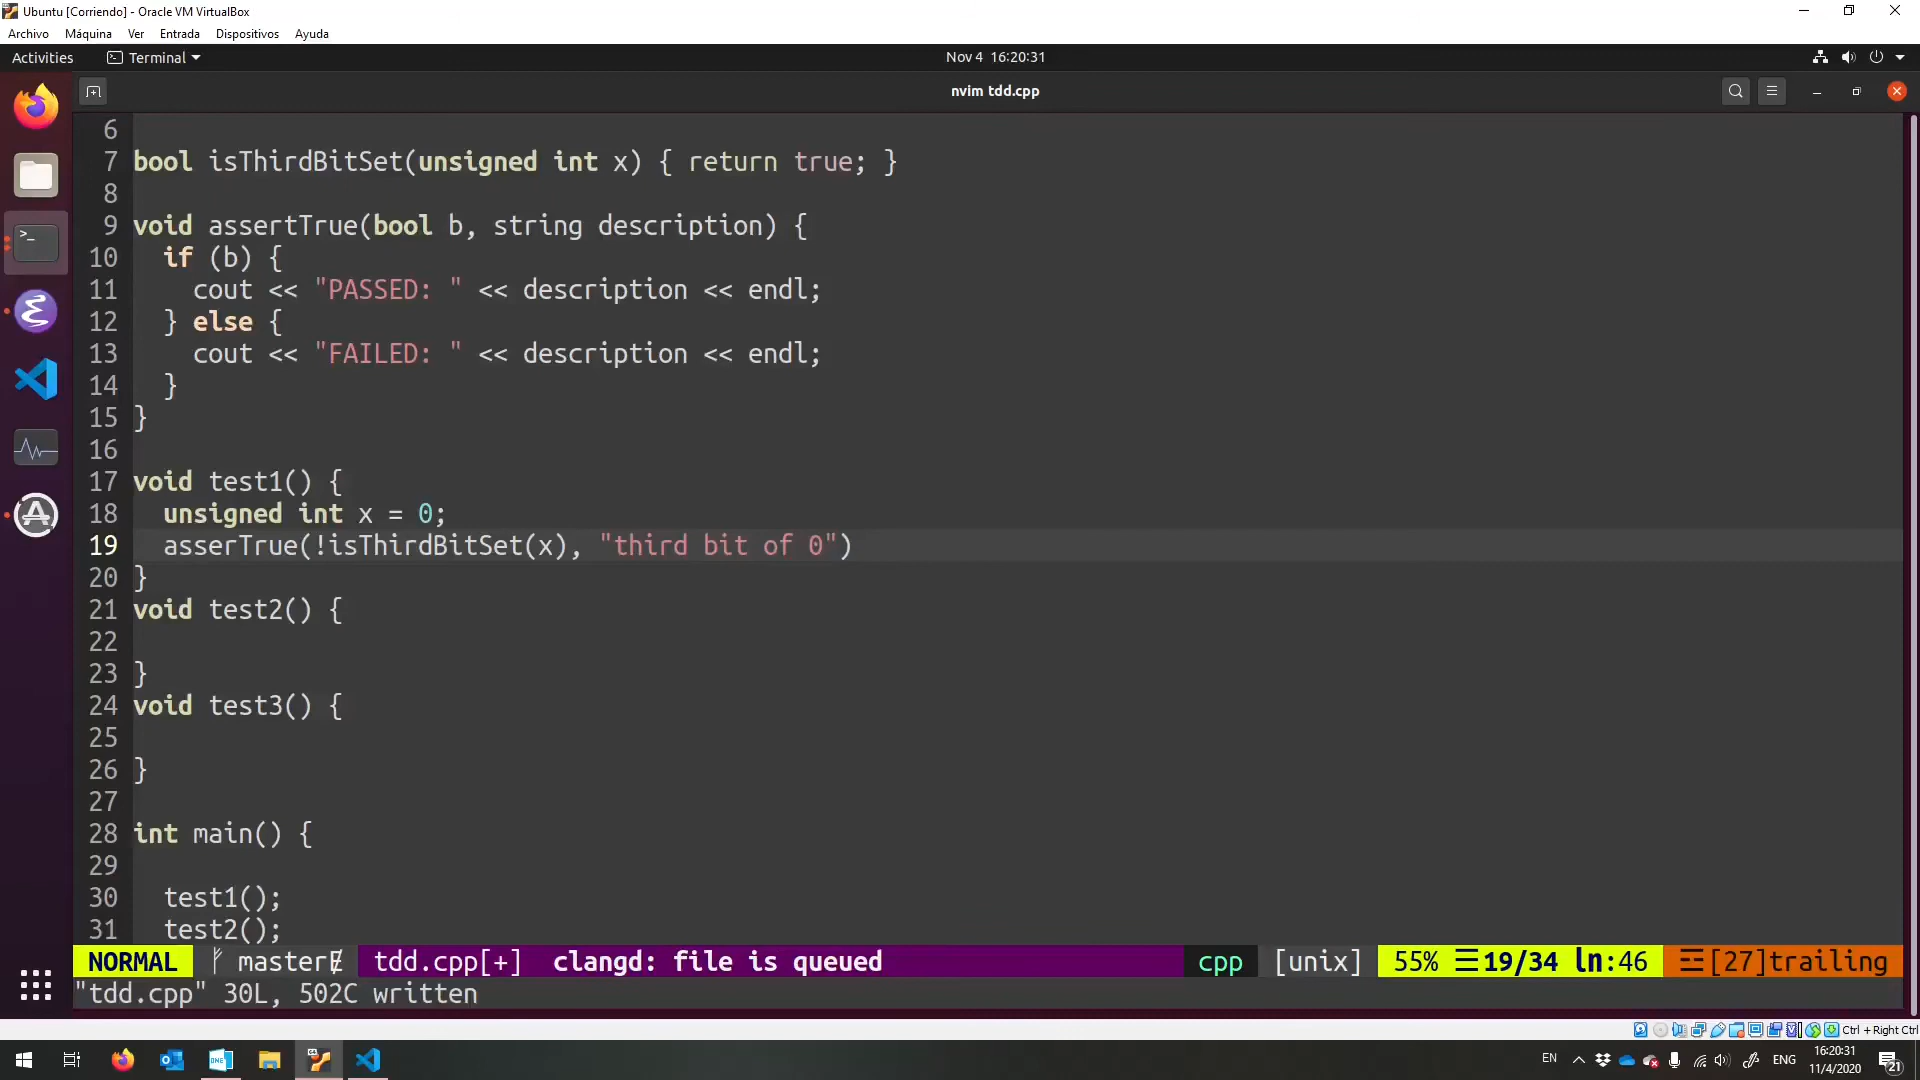 Ubuntu [Corriendo] - Oracle VM VirtualBox
Archivo Máquina Ver Entrada Dispositivos Ayuda
Activities Terminal Nov 4 16:20:31
nvim tdd.cpp
6
7 bool isThirdBitSet(unsigned int x) { return true; }
8
9 void assertTrue(bool b, string description) {
10 if (b) {
11 cout << "PASSED: " << description << endl;
12 } else {
13 cout << "FAILED: " << description << endl;
14 }
15 }
16
17 void test1() {
18 unsigned int x = 0;
19 asserTrue(!isThirdBitSet(x), "third bit of 0")
20 }
21 void test2() {
22
23 }
24 void test3() {
25
26 }
27
28 int main() {
29
30 test1();
31 test2();
NORMAL master tdd.cpp[+] clangd: file is queued cpp [unix] 55% ☰19/34 ln:46 ☲[27]trailing
"tdd.cpp" 30L, 502C written
Ctrl + Right Ctrl
EN ENG 16:20:31
11/4/2020
21